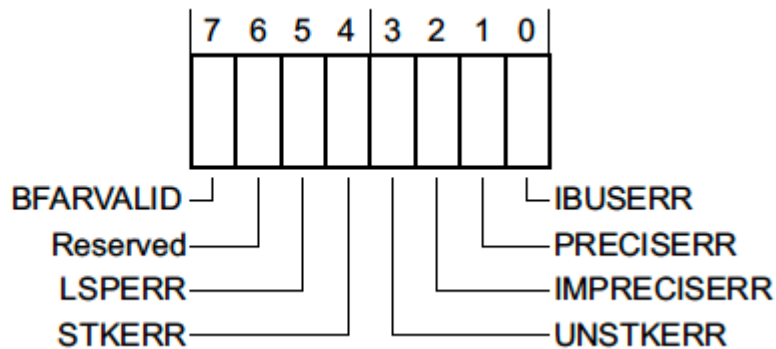 7 6 5 4 3 2 1 0
BFARVALID IBUSERR
Reserved PRECISERR
LSPERR IMPRECISERR
STKERR UNSTKERR